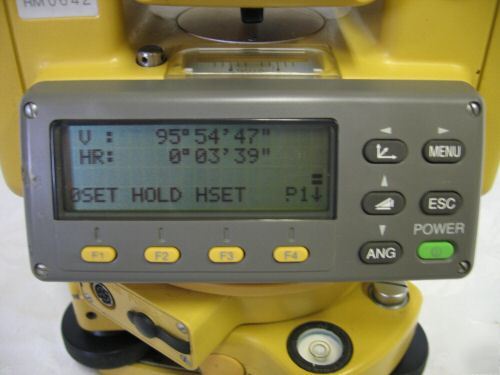 HM0642
V : 95°54'47"
HR: 0°03'39"
0SET HOLD HSET P1↓
F1 F2 F3 F4
MENU
ESC
POWER
ANG